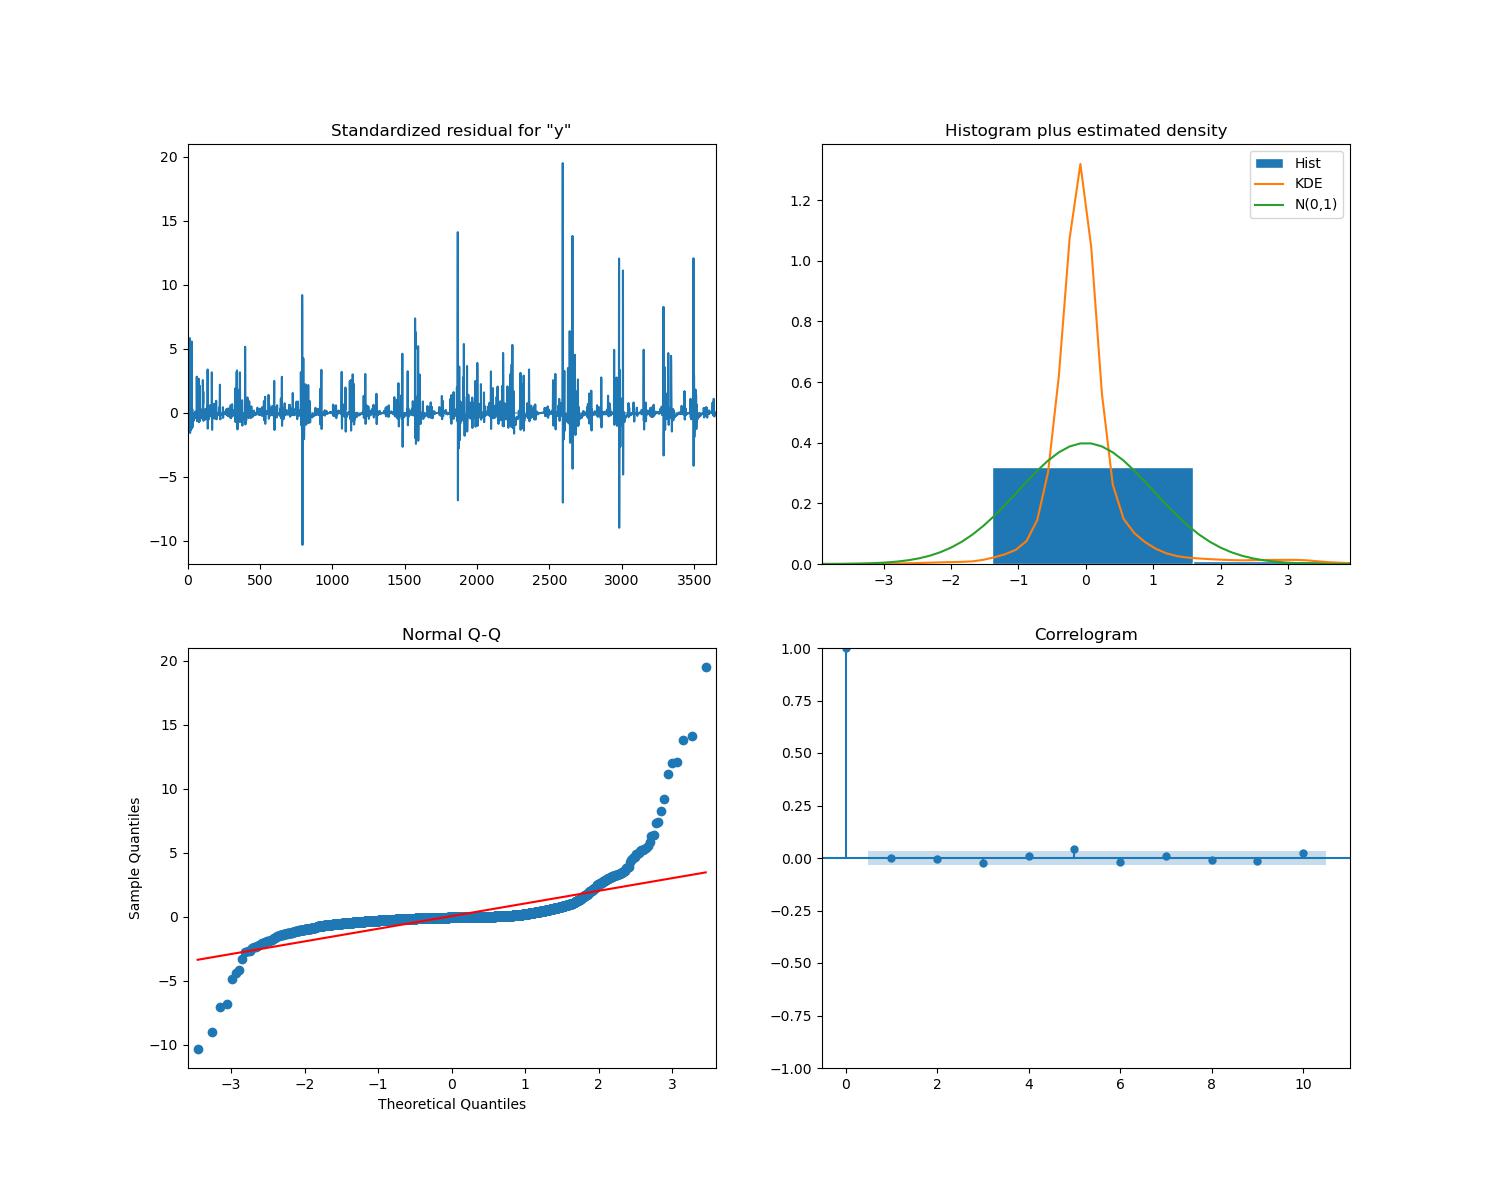 Standardized residual for "y"
20
15
10
5
0
−5
−10
0 500 1000 1500 2000 2500 3000 3500
Histogram plus estimated density
Hist
KDE
N(0,1)
1.2
1.0
0.8
0.6
0.4
0.2
0.0
−3 −2 −1 0 1 2 3
Normal Q-Q
Sample Quantiles
20
15
10
5
0
−5
−10
−3 −2 −1 0 1 2 3
Theoretical Quantiles
Correlogram
1.00
0.75
0.50
0.25
0.00
−0.25
−0.50
−0.75
−1.00
0 2 4 6 8 10